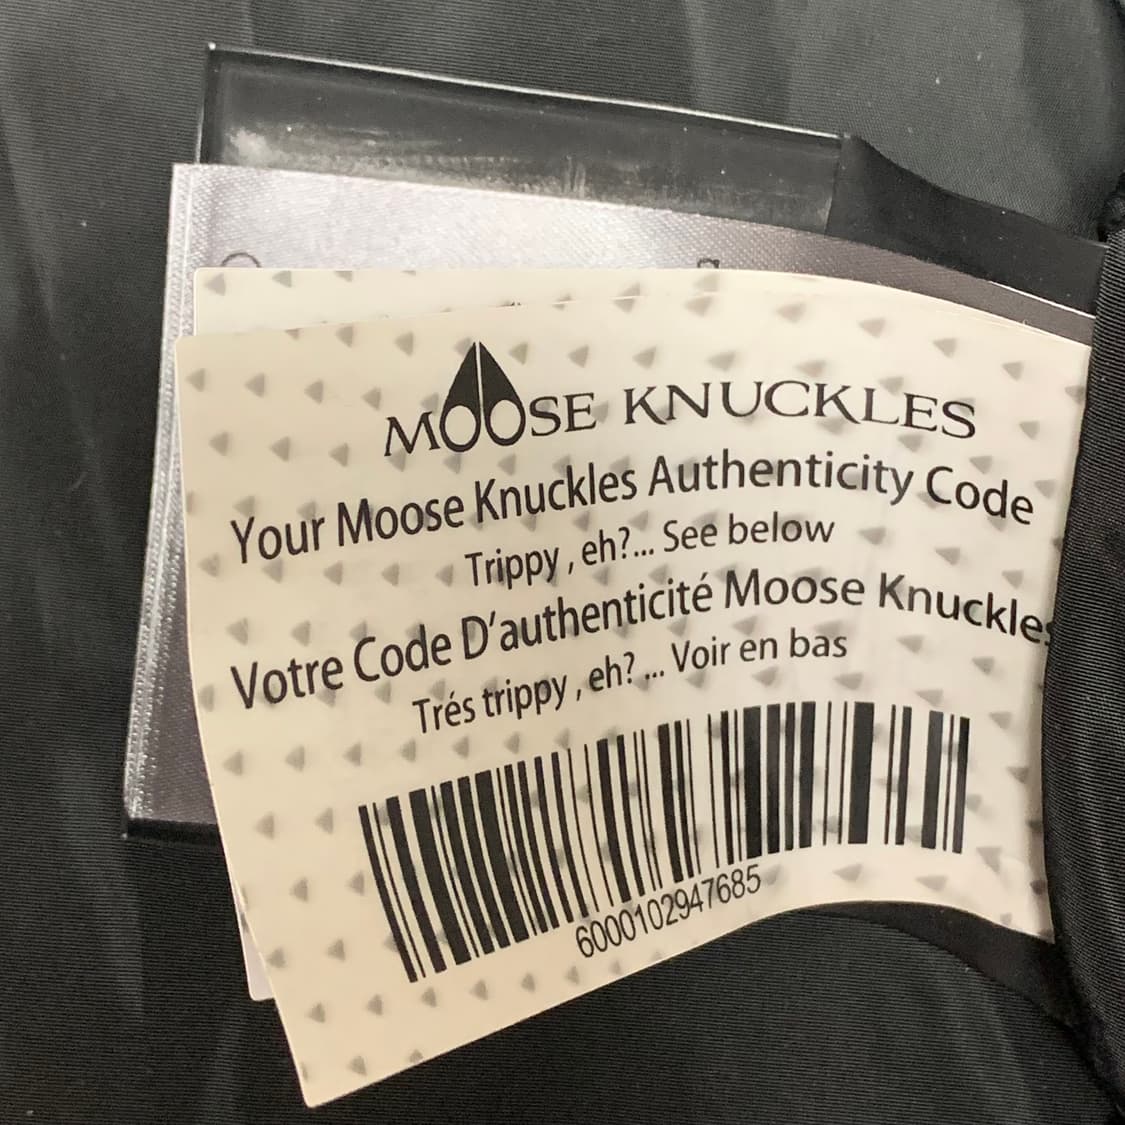 MOOSE KNUCKLES
Your Moose Knuckles Authenticity Code
Trippy , eh?... See below
Votre Code D'authenticité Moose Knuckles
Trés trippy , eh? ... Voir en bas
6000102947685